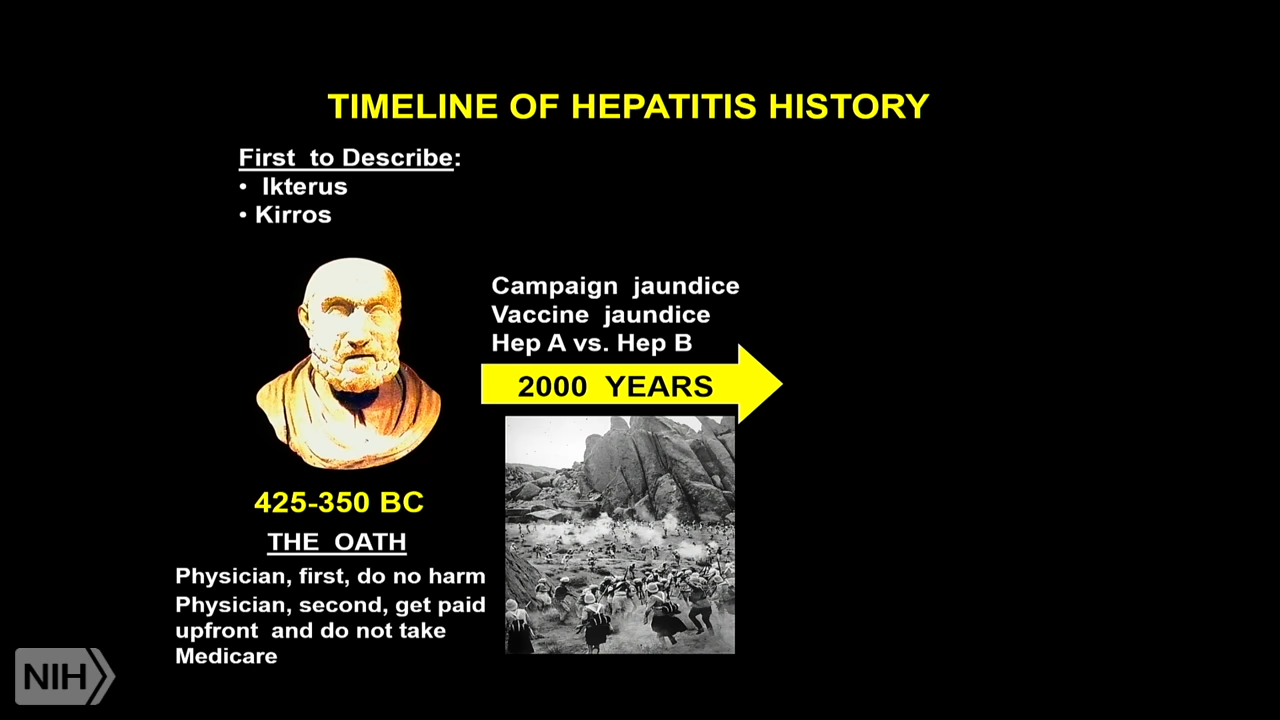 TIMELINE OF HEPATITIS HISTORY
First to Describe:
• Ikterus
• Kirros
Campaign jaundice
Vaccine jaundice
Hep A vs. Hep B
2000 YEARS
425-350 BC
THE OATH
Physician, first, do no harm
Physician, second, get paid
upfront and do not take
Medicare
NIH